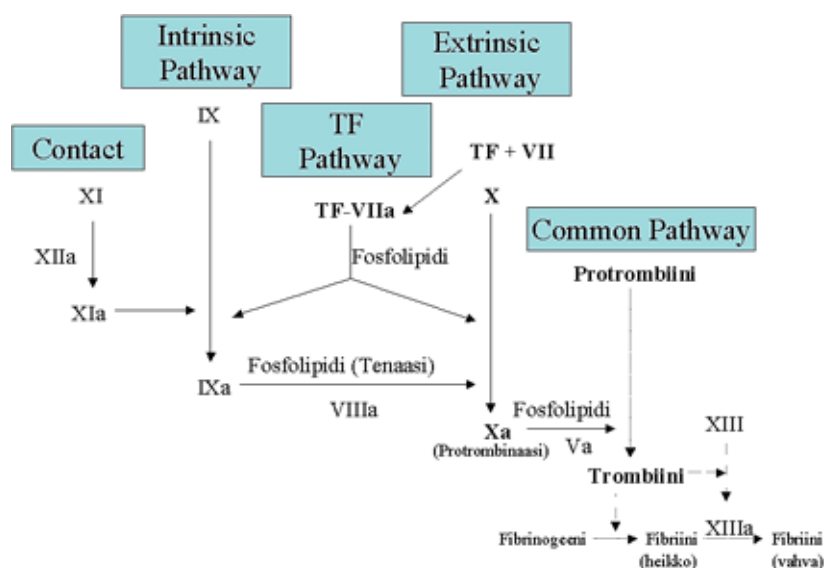 Intrinsic
Pathway
Extrinsic
Pathway
IX
TF
Pathway
Contact
TF + VII
XI
TF-VIIa
X
Common Pathway
XIIa
Fosfolipidi
Protrombiini
XIa
Fosfolipidi (Tenaasi)
IXa
VIIIa
Fosfolipidi
Xa
(Protrombinaasi)
Va
XIII
Trombiini
XIIIa
Fibrinogeeni
Fibriini
(heikko)
Fibriini
(vahva)